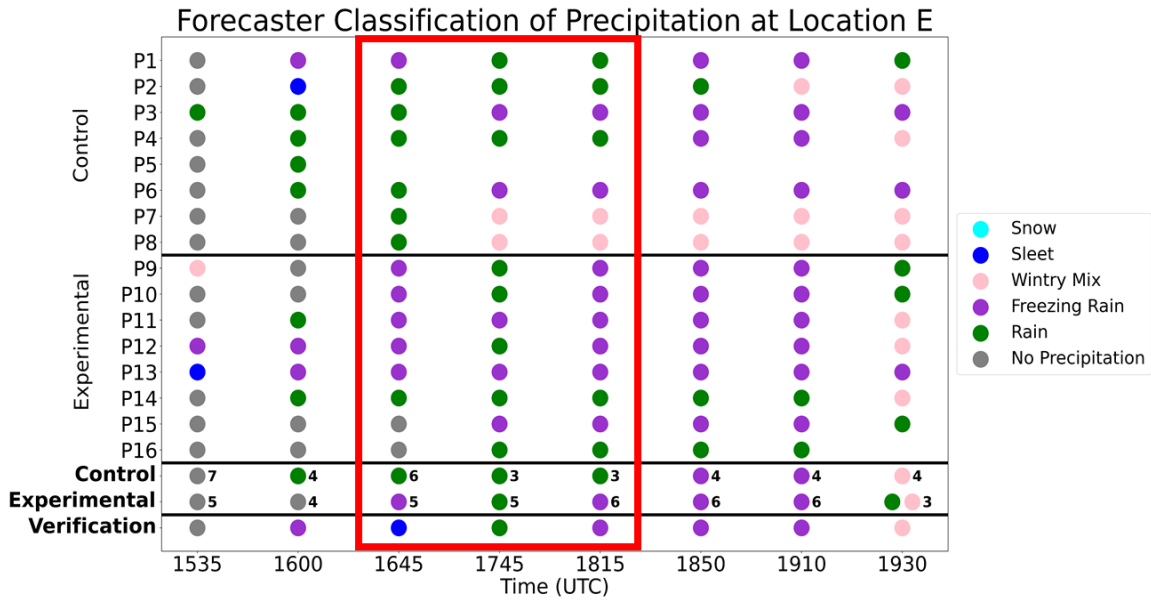 Forecaster Classification of Precipitation at Location E
Control
P1
P2
P3
P4
P5
P6
P7
P8
Experimental
P9
P10
P11
P12
P13
P14
P15
P16
Control 7 4 6 3 3 4 4 4
Experimental 5 4 5 5 6 6 6 3
Verification
1535 1600 1645 1745 1815 1850 1910 1930
Time (UTC)
Snow
Sleet
Wintry Mix
Freezing Rain
Rain
No Precipitation